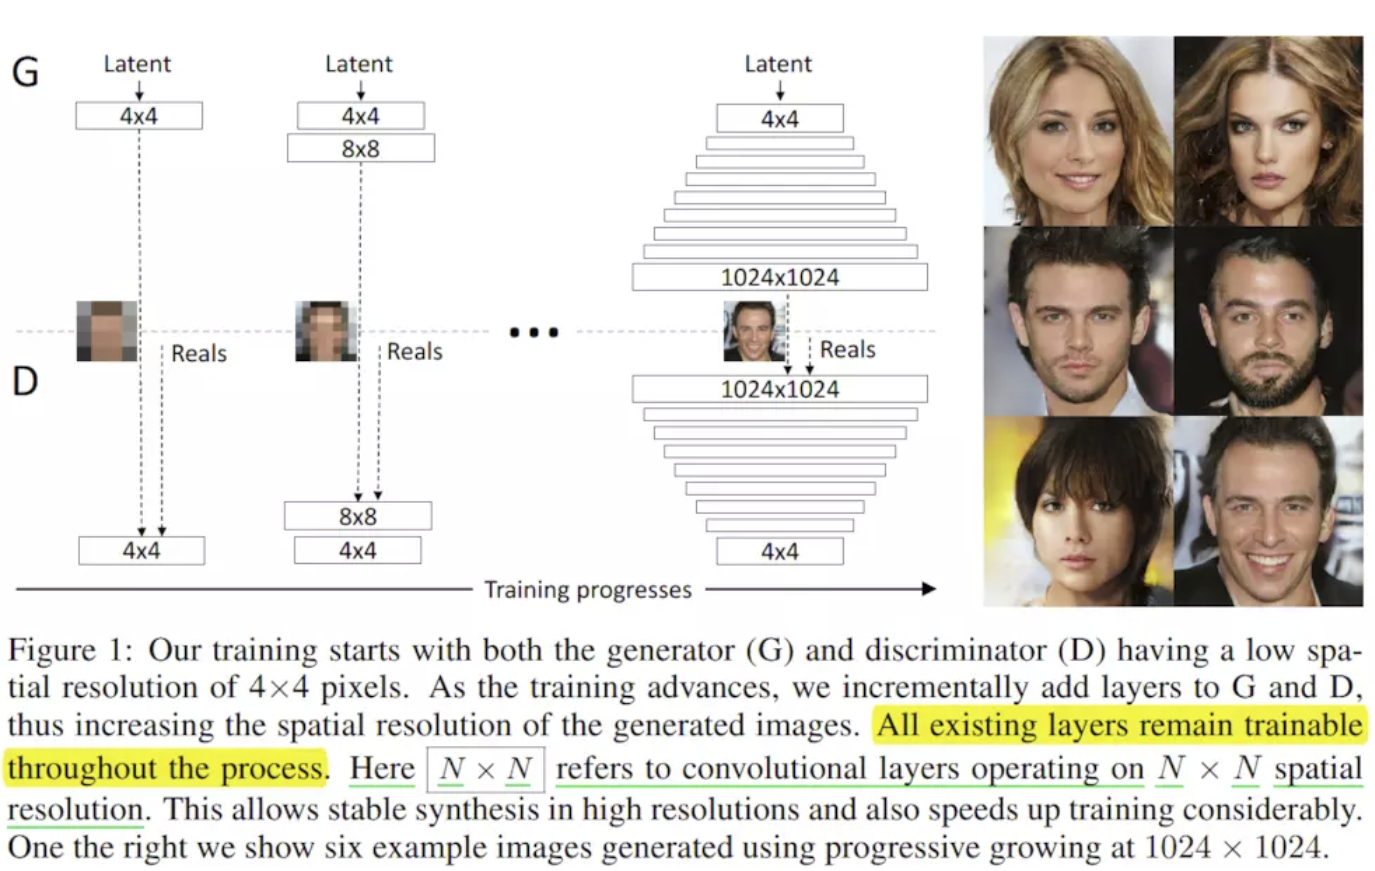 G
Latent
Latent
Latent
4x4
4x4
4x4
8x8
1024x1024
Reals
Reals
Reals
D
1024x1024
8x8
4x4
4x4
4x4
Training progresses
Figure 1: Our training starts with both the generator (G) and discriminator (D) having a low spa-
tial resolution of 4×4 pixels. As the training advances, we incrementally add layers to G and D,
thus increasing the spatial resolution of the generated images. All existing layers remain trainable
throughout the process. Here N × N refers to convolutional layers operating on N × N spatial
resolution. This allows stable synthesis in high resolutions and also speeds up training considerably.
One the right we show six example images generated using progressive growing at 1024 × 1024.